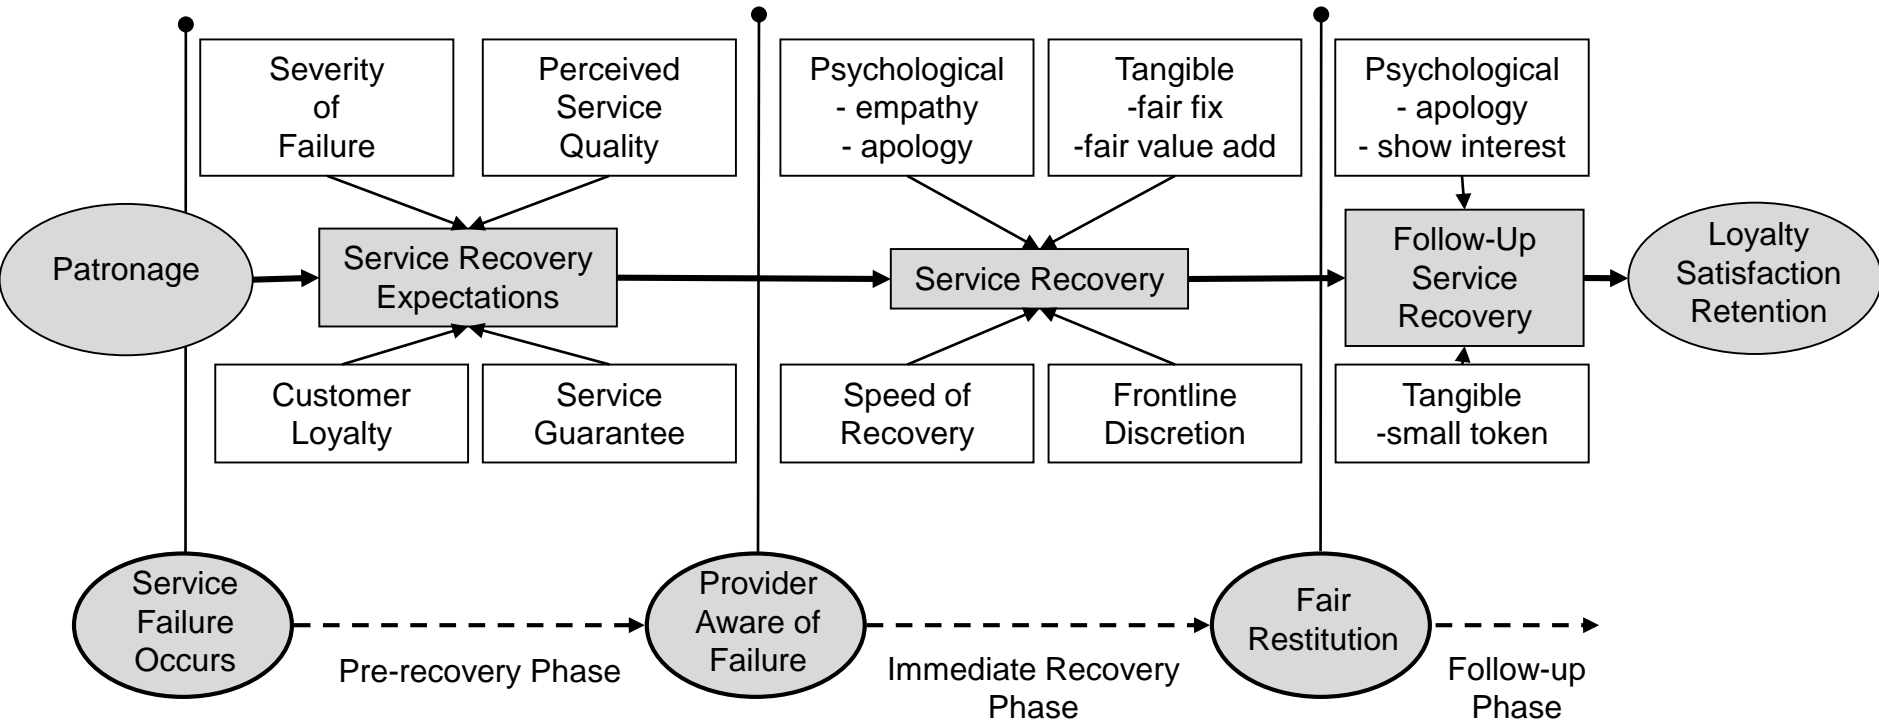 Severity
of
Failure
Perceived
Service
Quality
Psychological
- empathy
- apology
Tangible
-fair fix
-fair value add
Psychological
- apology
- show interest
Patronage
Service Recovery
Expectations
Service Recovery
Follow-Up
Service
Recovery
Loyalty
Satisfaction
Retention
Customer
Loyalty
Service
Guarantee
Speed of
Recovery
Frontline
Discretion
Tangible
-small token
Service
Failure
Occurs
Pre-recovery Phase
Provider
Aware of
Failure
Immediate Recovery
Phase
Fair
Restitution
Follow-up
Phase